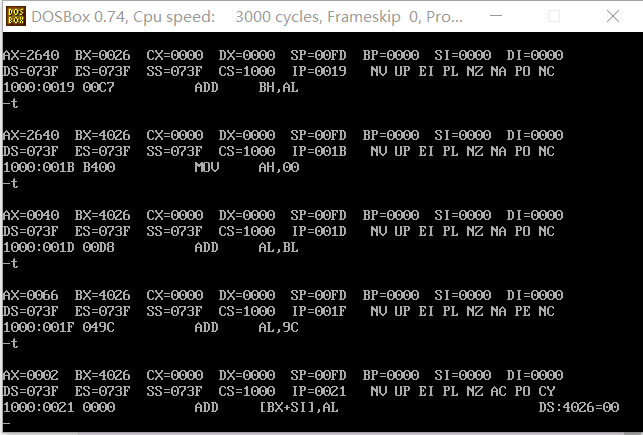 DOSBox 0.74, Cpu speed: 3000 cycles, Frameskip 0, Pro...
AX=2640 BX=0026 CX=0000 DX=0000 SP=00FD BP=0000 SI=0000 DI=0000
DS=073F ES=073F SS=073F CS=1000 IP=0019 NV UP EI PL NZ NA PO NC
1000:0019 00C7 ADD BH,AL
-t
AX=2640 BX=4026 CX=0000 DX=0000 SP=00FD BP=0000 SI=0000 DI=0000
DS=073F ES=073F SS=073F CS=1000 IP=001B NV UP EI PL NZ NA PO NC
1000:001B B400 MOV AH,00
-t
AX=0040 BX=4026 CX=0000 DX=0000 SP=00FD BP=0000 SI=0000 DI=0000
DS=073F ES=073F SS=073F CS=1000 IP=001D NV UP EI PL NZ NA PO NC
1000:001D 00D8 ADD AL,BL
-t
AX=0066 BX=4026 CX=0000 DX=0000 SP=00FD BP=0000 SI=0000 DI=0000
DS=073F ES=073F SS=073F CS=1000 IP=001F NV UP EI PL NZ NA PE NC
1000:001F 049C ADD AL,9C
-t
AX=0002 BX=4026 CX=0000 DX=0000 SP=00FD BP=0000 SI=0000 DI=0000
DS=073F ES=073F SS=073F CS=1000 IP=0021 NV UP EI PL NZ AC PO CY
1000:0021 0000 ADD [BX+SI],AL DS:4026=00
-